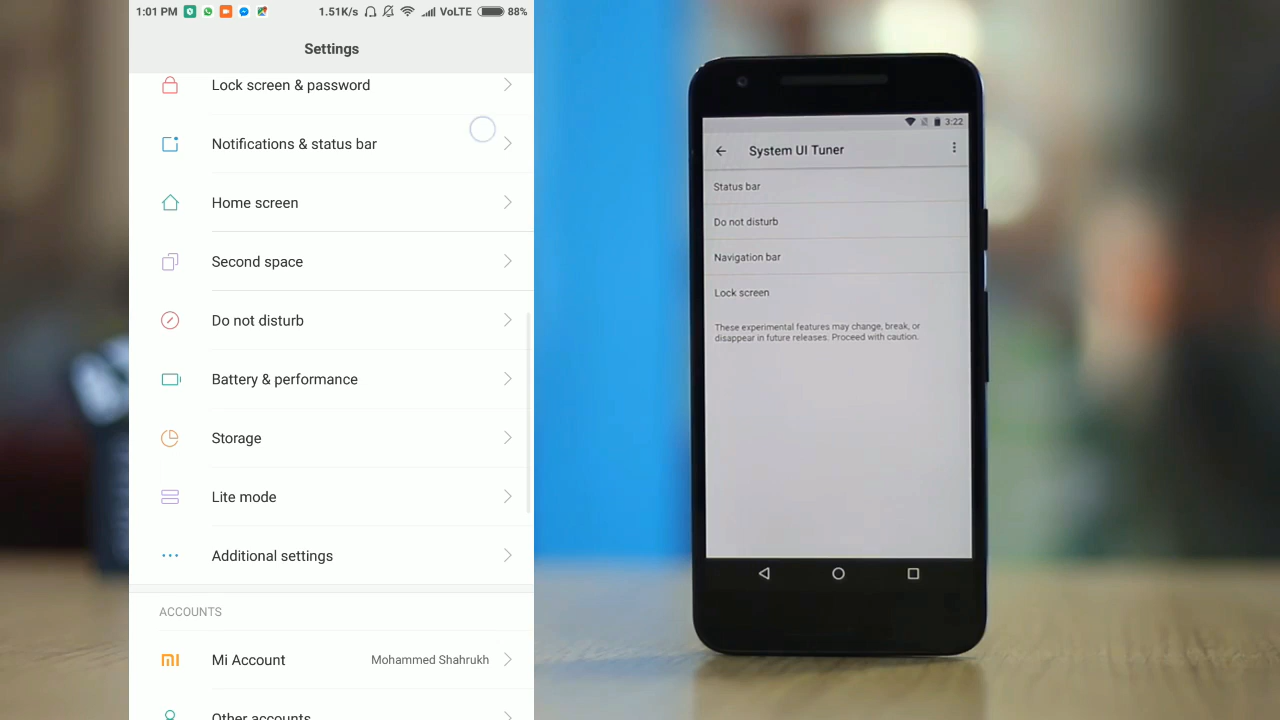 1:01 PM 1.51K/s VoLTE 88%
Settings
Lock screen & password
Notifications & status bar
Home screen
Second space
Do not disturb
Battery & performance
Storage
Lite mode
Additional settings
ACCOUNTS
Mi Account Mohammed Shahrukh
Other accounts
3:22
System UI Tuner
Status bar
Do not disturb
Navigation bar
Lock screen
These experimental features may change, break, or
disappear in future releases. Proceed with caution.